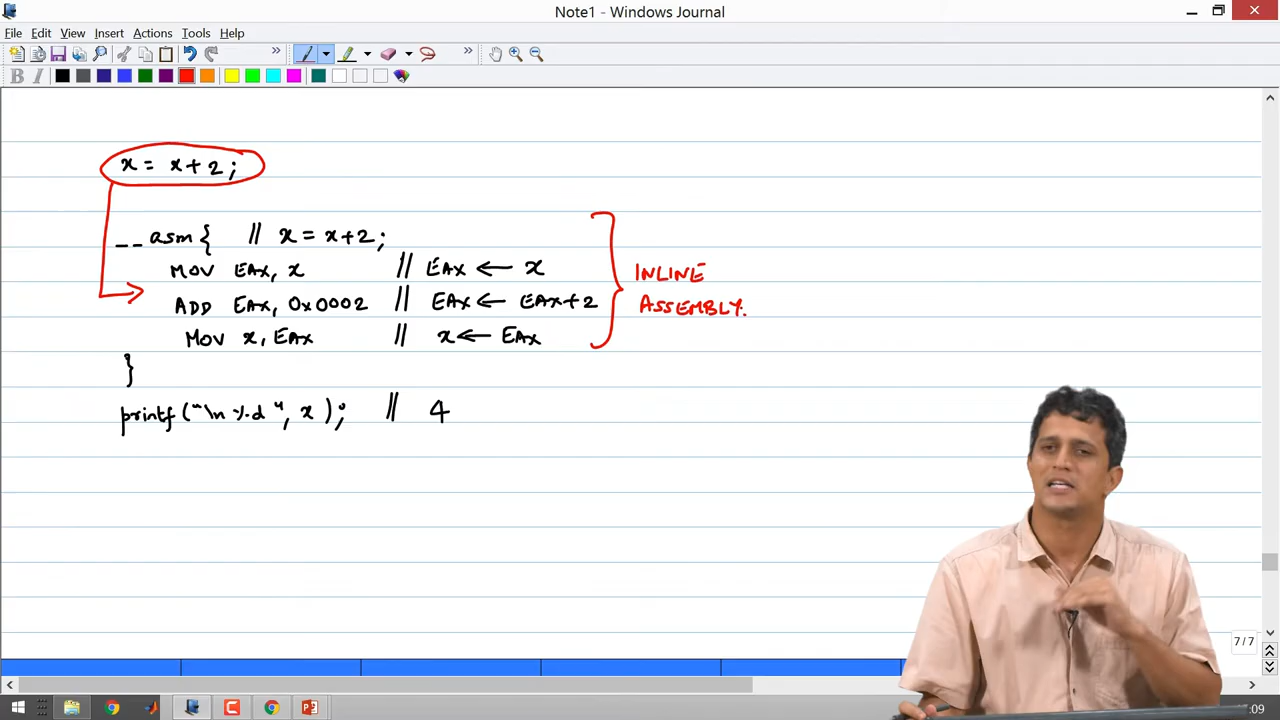 Note1 - Windows Journal
File Edit View Insert Actions Tools Help
B I
x = x+2;
__asm{ // x = x+2;
MOV EAX, x // EAX ← x
ADD EAX, 0x0002 // EAX ← EAX+2
MOV x, EAX // x ← EAX
}
INLINE
ASSEMBLY.
printf("\n %d", x); // 4
7/7
:09